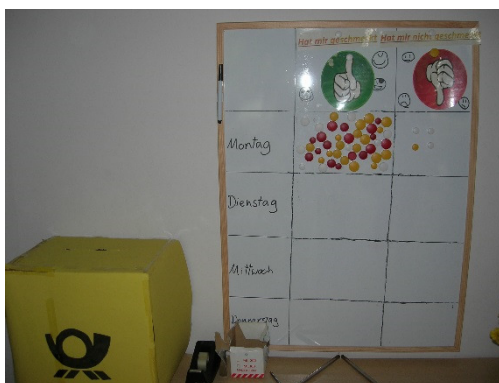 Hat mir geschmeckt Hat mir nicht geschmeckt
Montag
Dienstag
Mittwoch
Donnerstag